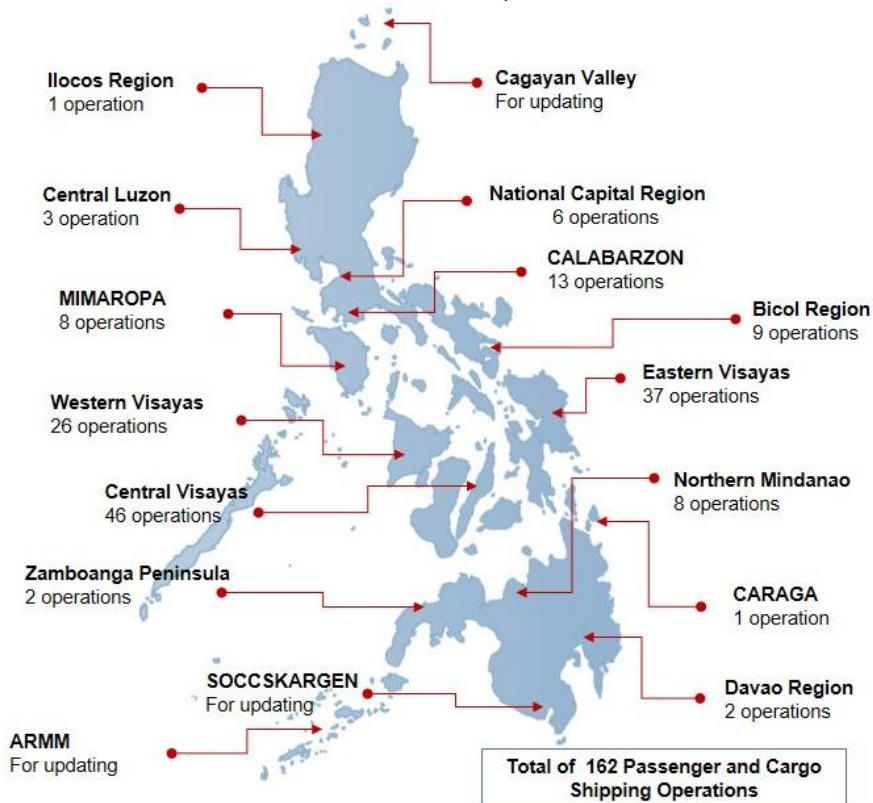 Ilocos Region
1 operation
Cagayan Valley
For updating
Central Luzon
3 operation
National Capital Region
6 operations
CALABARZON
13 operations
MIMAROPA
8 operations
Bicol Region
9 operations
Eastern Visayas
37 operations
Western Visayas
26 operations
Northern Mindanao
8 operations
Central Visayas
46 operations
Zamboanga Peninsula
2 operations
CARAGA
1 operation
SOCCSKARGEN
For updating
Davao Region
2 operations
ARMM
For updating
Total of 162 Passenger and Cargo
Shipping Operations